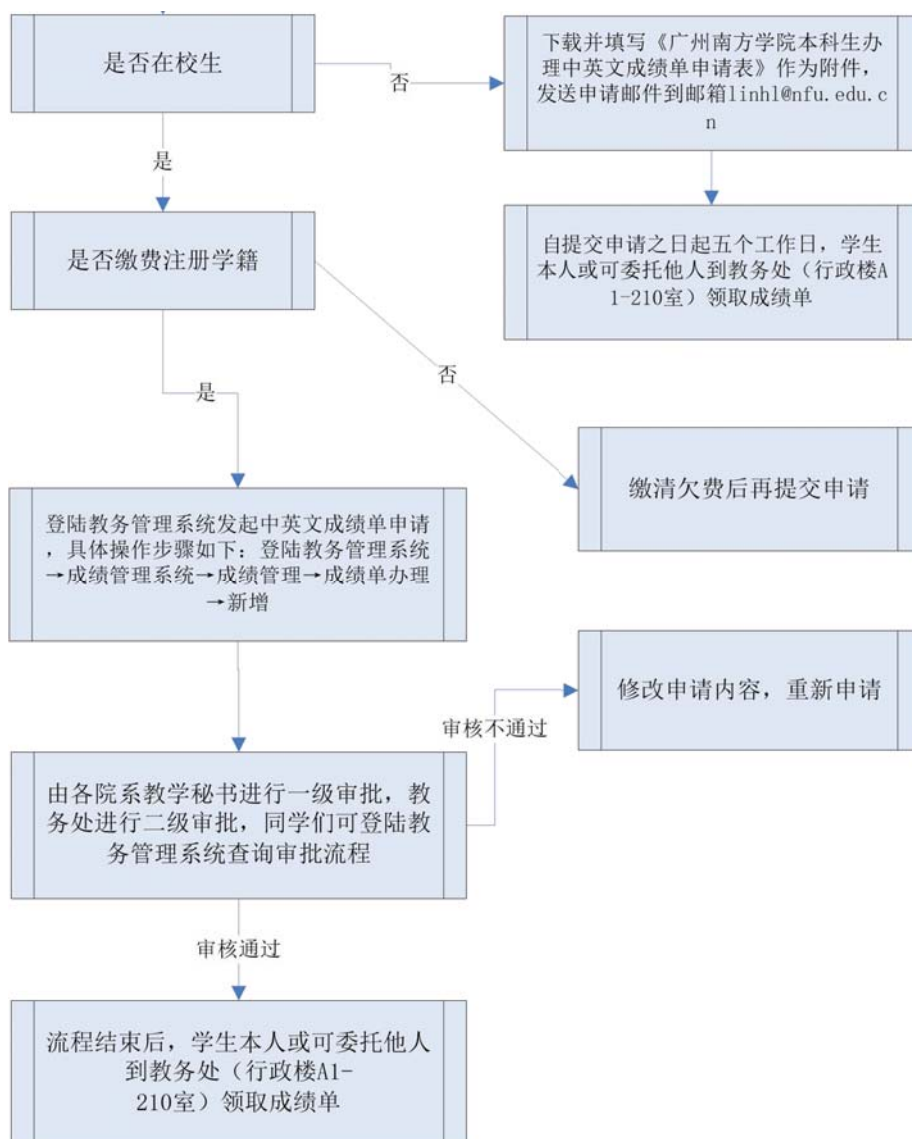 是否在校生
否
下载并填写《广州南方学院本科生办
理中英文成绩单申请表》作为附件，
发送申请邮件到邮箱linhl@nfu.edu.c
n
是
是否缴费注册学籍
自提交申请之日起五个工作日，学生
本人或可委托他人到教务处（行政楼A
1-210室）领取成绩单
否
是
缴清欠费后再提交申请
登陆教务管理系统发起中英文成绩单申请
，具体操作步骤如下：登陆教务管理系统
→成绩管理系统→成绩管理→成绩单办理
→新增
修改申请内容，重新申请
审核不通过
由各院系教学秘书进行一级审批，教
务处进行二级审批，同学们可登陆教
务管理系统查询审批流程
审核通过
流程结束后，学生本人或可委托他人
到教务处（行政楼A1-
210室）领取成绩单